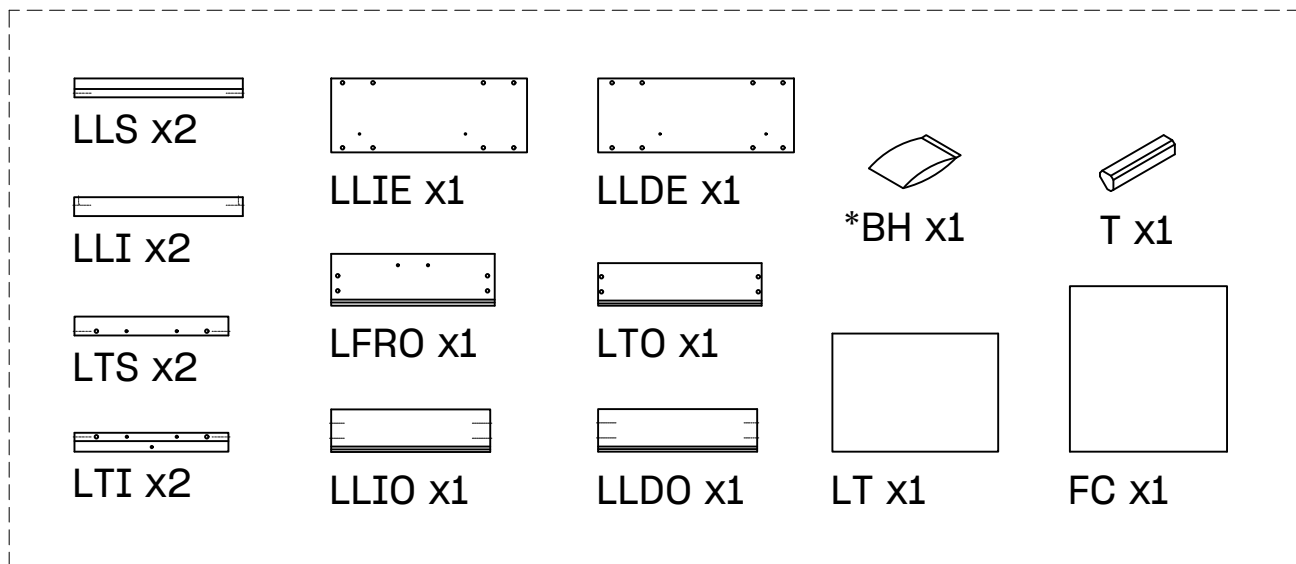 LLS x2
LLIE x1
LLDE x1
*BH x1
T x1
LLI x2
LFRO x1
LTO x1
LTS x2
LTI x2
LLIO x1
LLDO x1
LT x1
FC x1